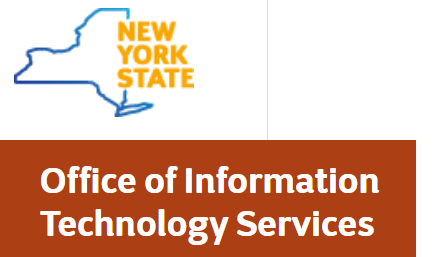 NEW
YORK
STATE
Office of Information
Technology Services